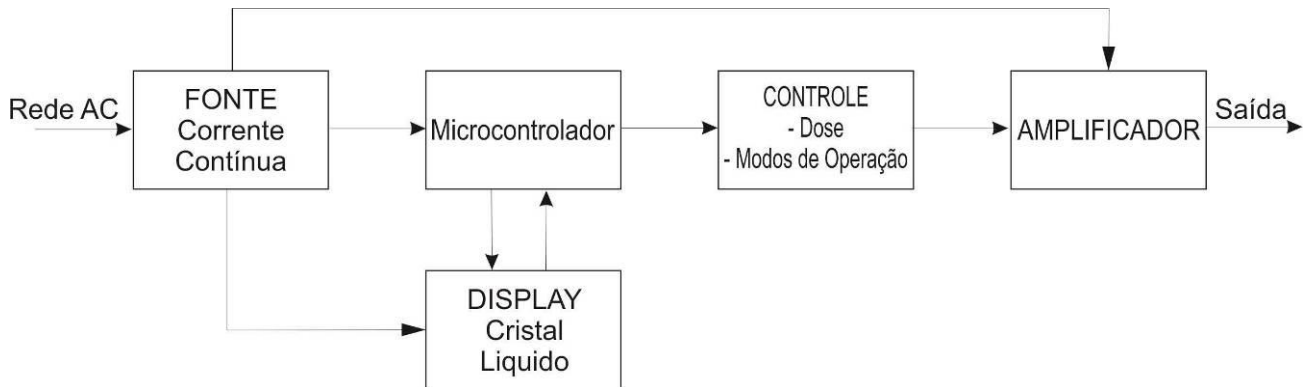 Rede AC
FONTE
Corrente
Contínua
Microcontrolador
CONTROLE
- Dose
- Modos de Operação
AMPLIFICADOR
Saída
DISPLAY
Cristal
Liquido